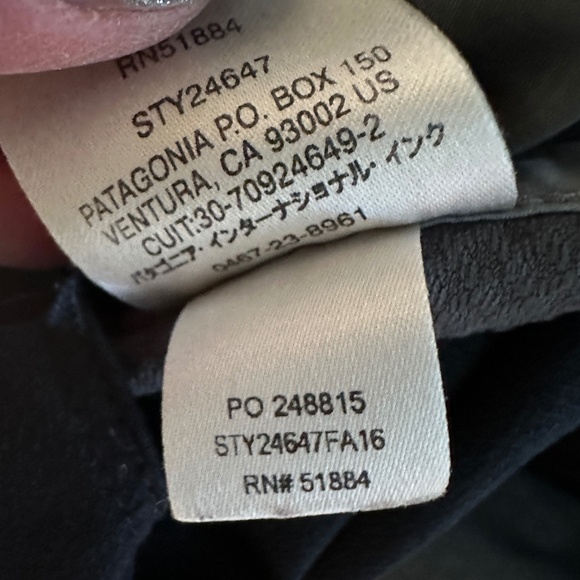 RN51884
STY24647
PATAGONIA P.O. BOX 150
VENTURA, CA 93002 US
CUIT:30-70924649-2
パタゴニア・インターナショナル・インク
0467-23-8961
PO 248815
STY24647FA16
RN# 51884